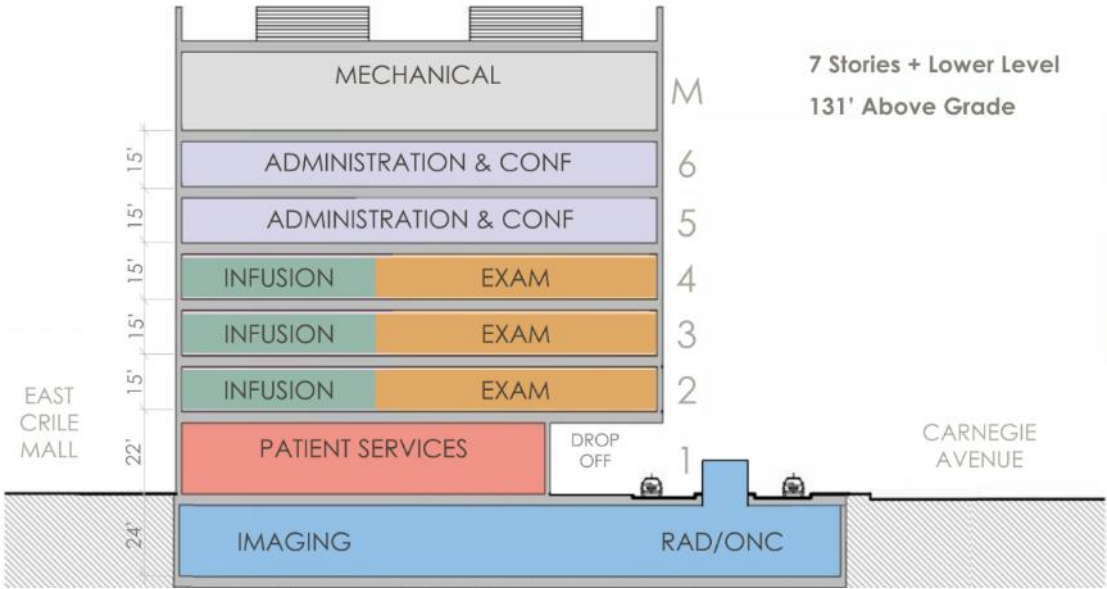 MECHANICAL
M
7 Stories + Lower Level
131' Above Grade
15'
ADMINISTRATION & CONF
6
15'
ADMINISTRATION & CONF
5
15'
INFUSION
EXAM
4
15'
INFUSION
EXAM
3
15'
INFUSION
EXAM
2
EAST
CRILE
MALL
22'
PATIENT SERVICES
DROP
OFF
1
CARNEGIE
AVENUE
24'
IMAGING
RAD/ONC